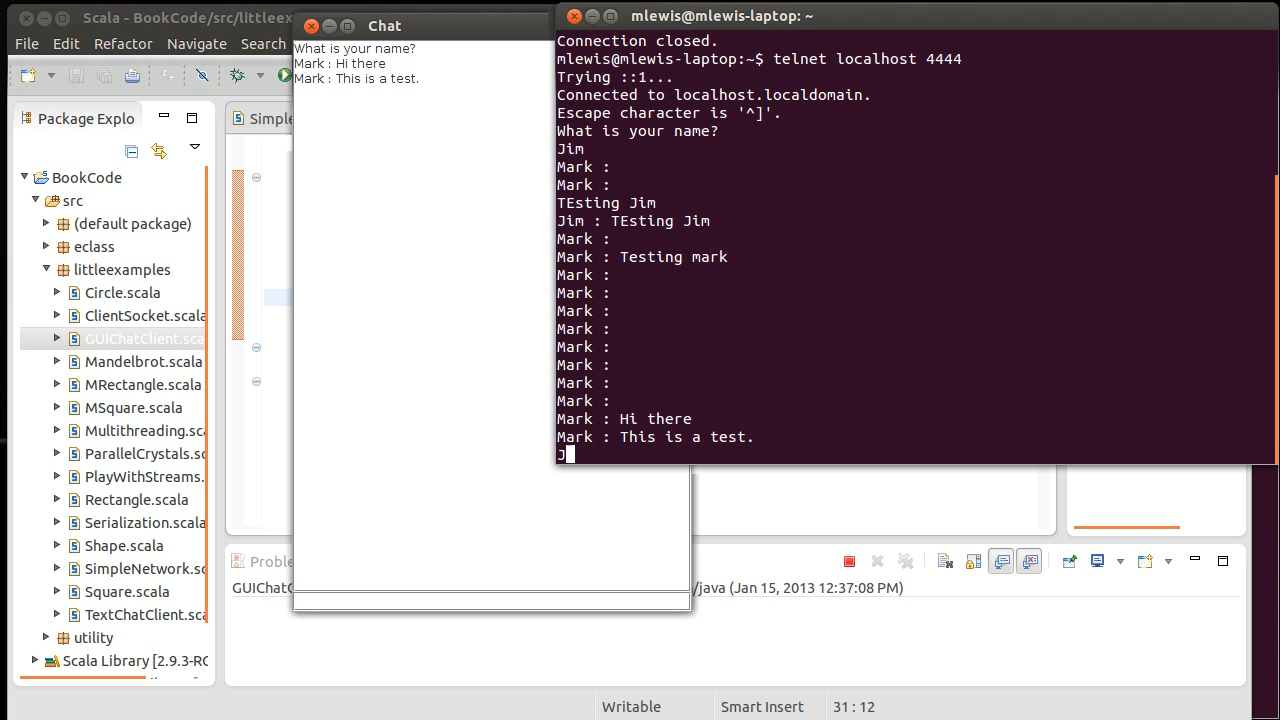 Scala - BookCode/src/littleex
File Edit Refactor Navigate Search
Package Explo
BookCode
src
(default package)
eclass
littleexamples
Circle.scala
ClientSocket.scala
GUIChatClient.sca
Mandelbrot.scala
MRectangle.scala
MSquare.scala
Multithreading.sca
ParallelCrystals.sc
PlayWithStreams.
Rectangle.scala
Serialization.scala
Shape.scala
SimpleNetwork.sc
Square.scala
TextChatClient.sca
utility
Scala Library [2.9.3-RC
Simple
Chat
What is your name?
Mark : Hi there
Mark : This is a test.
mlewis@mlewis-laptop: ~
Connection closed.
mlewis@mlewis-laptop:~$ telnet localhost 4444
Trying ::1...
Connected to localhost.localdomain.
Escape character is '^]'.
What is your name?
Jim
Mark :
Mark :
TEsting Jim
Jim : TEsting Jim
Mark :
Mark : Testing mark
Mark :
Mark :
Mark :
Mark :
Mark :
Mark :
Mark :
Mark :
Mark : Hi there
Mark : This is a test.
J
Proble
GUIChatC
/java (Jan 15, 2013 12:37:08 PM)
Writable Smart Insert 31 : 12